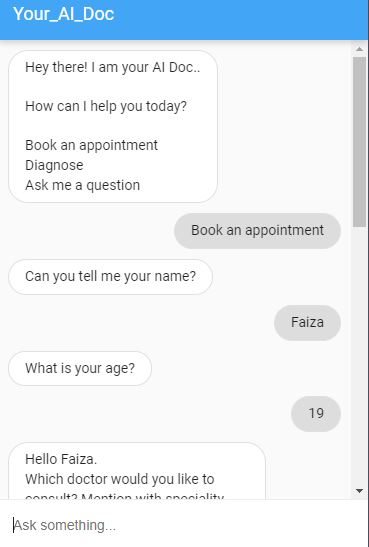 Your_AI_Doc
Hey there! I am your AI Doc..
How can I help you today?
Book an appointment
Diagnose
Ask me a question
Book an appointment
Can you tell me your name?
Faiza
What is your age?
19
Hello Faiza.
Which doctor would you like to
consult? Mention with speciality
Ask something...